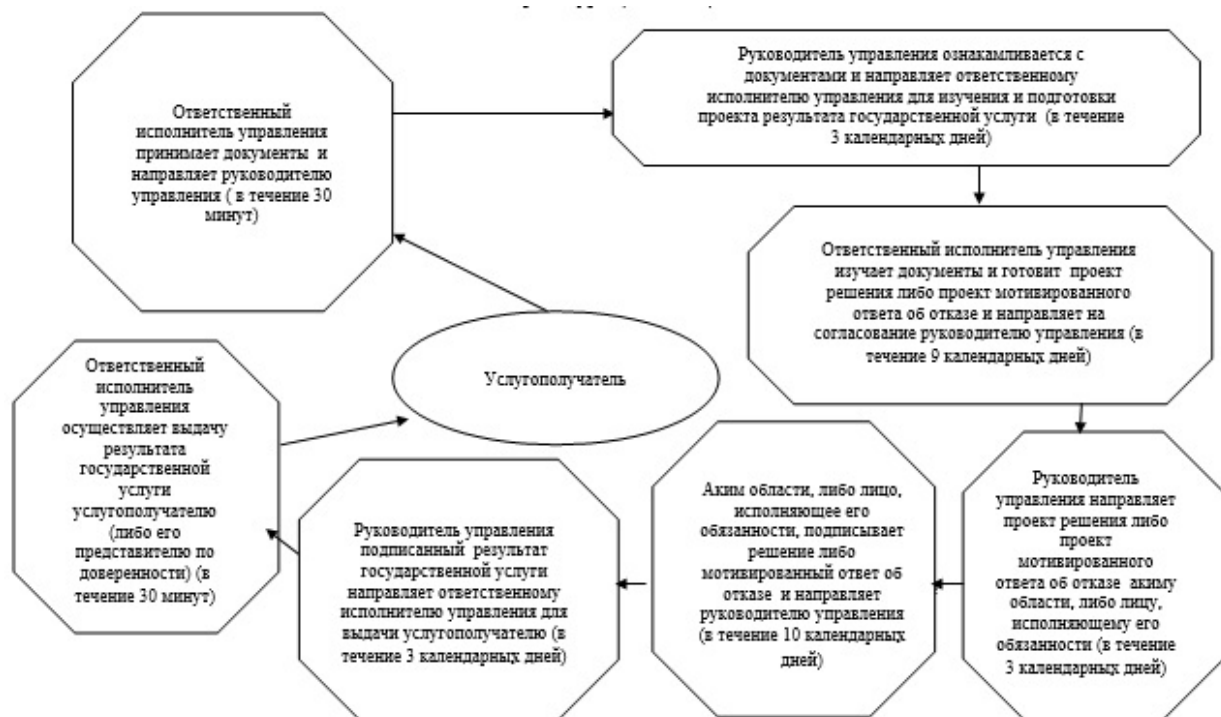 Ответственный
исполнитель управления
принимает документы и
направляет руководителю
управления ( в течение 30
минут)
Руководитель управления ознакамливается с
документами и направляет ответственному
исполнителю управления для изучения и подготовки
проекта результата государственной услуги (в течение
3 календарных дней)
Ответственный исполнитель управления
изучает документы и готовит проект
решения либо проект мотивированного
ответа об отказе и направляет на
согласование руководителю управления (в
течение 9 календарных дней)
Руководитель
управления направляет
проект решения либо
проект
мотивированного
ответа об отказе акиму
области, либо лицу,
исполняющему его
обязанности (в течение
3 календарных дней)
Аким области, либо лицо,
исполняющее его
обязанности, подписывает
решение либо
мотивированный ответ об
отказе и направляет
руководителю управления
(в течение 10 календарных
дней)
Руководитель управления
подписанный результат
государственной услуги
направляет ответственному
исполнителю управления для
выдачи услугополучателю (в
течение 3 календарных дней)
Ответственный
исполнитель
управления
осуществляет выдачу
результата
государственной
услуги
услугополучателю
(либо его
представителю по
доверенности) (в
течение 30 минут)
Услугополучатель